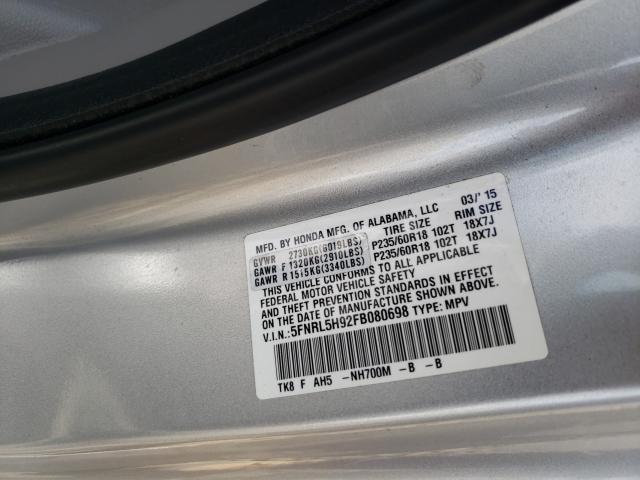 MFD. BY HONDA MFG. OF ALABAMA, LLC 03/'15
TIRE SIZE RIM SIZE
GVWR 2730KG(6019LBS)
GAWR F 1320KG(2910LBS) P235/60R18 102T 18X7J
GAWR R 1515KG(3340LBS) P235/60R18 102T 18X7J
THIS VEHICLE CONFORMS TO ALL APPLICABLE
FEDERAL MOTOR VEHICLE SAFETY
AND THEFT PREVENTION STANDARDS IN EFFECT
ON THE DATE OF MANUFACTURE SHOWN ABOVE.
V.I.N.:5FNRL5H92FB080698 TYPE: MPV
TK8 F AH5 -NH700M -B -B